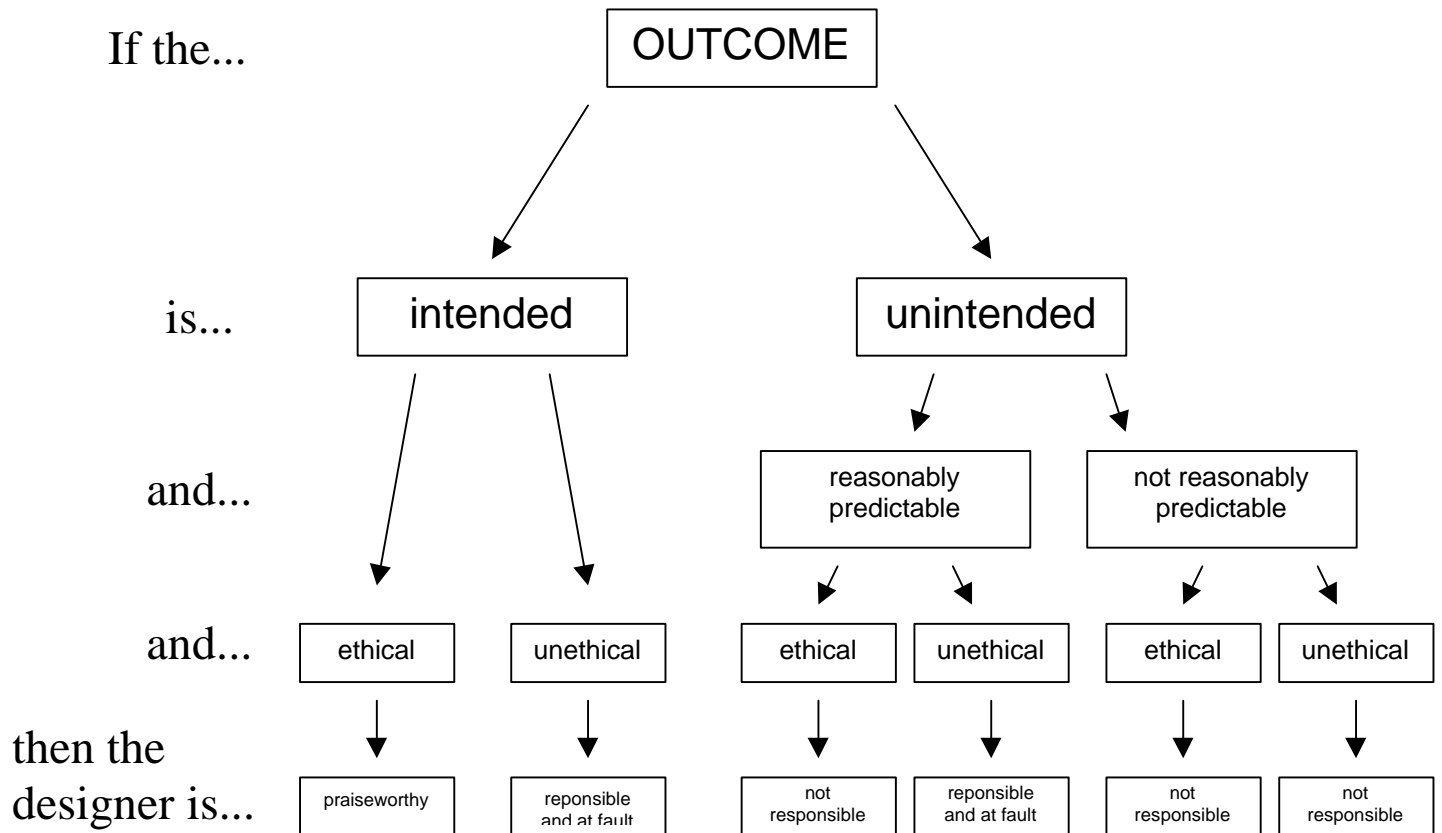 If the...
OUTCOME
is...
intended
unintended
and...
reasonably
predictable
not reasonably
predictable
and...
ethical
unethical
ethical
unethical
ethical
unethical
then the
designer is...
praiseworthy
reponsible
and at fault
not
responsible
reponsible
and at fault
not
responsible
not
responsible